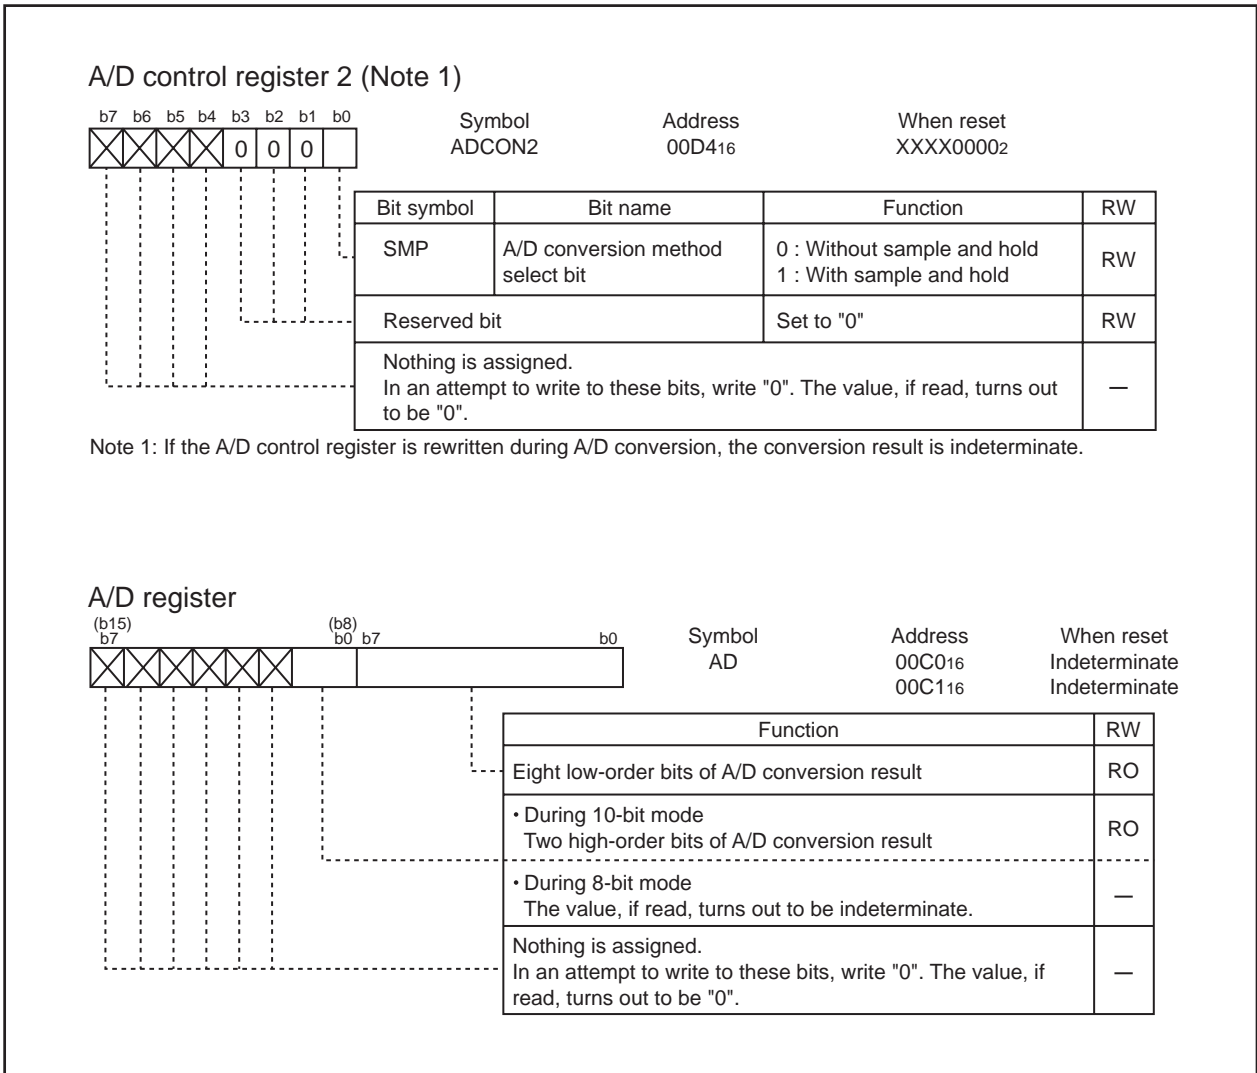 A/D control register 2 (Note 1)
b7 b6 b5 b4 b3 b2 b1 b0
Symbol Address When reset
0 0 0 ADCON2 00D416 XXXX00002
Bit symbol Bit name Function RW
SMP A/D conversion method select bit 0 : Without sample and hold 1 : With sample and hold RW
Reserved bit Set to "0" RW
Nothing is assigned.
In an attempt to write to these bits, write "0". The value, if read, turns out
to be "0".
—
Note 1: If the A/D control register is rewritten during A/D conversion, the conversion result is indeterminate.
A/D register
(b15) (b8)
b7 b0 b7 b0
Symbol Address When reset
AD 00C016 Indeterminate
00C116 Indeterminate
Function RW
Eight low-order bits of A/D conversion result RO
• During 10-bit mode
Two high-order bits of A/D conversion result RO
• During 8-bit mode
The value, if read, turns out to be indeterminate. —
Nothing is assigned.
In an attempt to write to these bits, write "0". The value, if —
read, turns out to be "0".